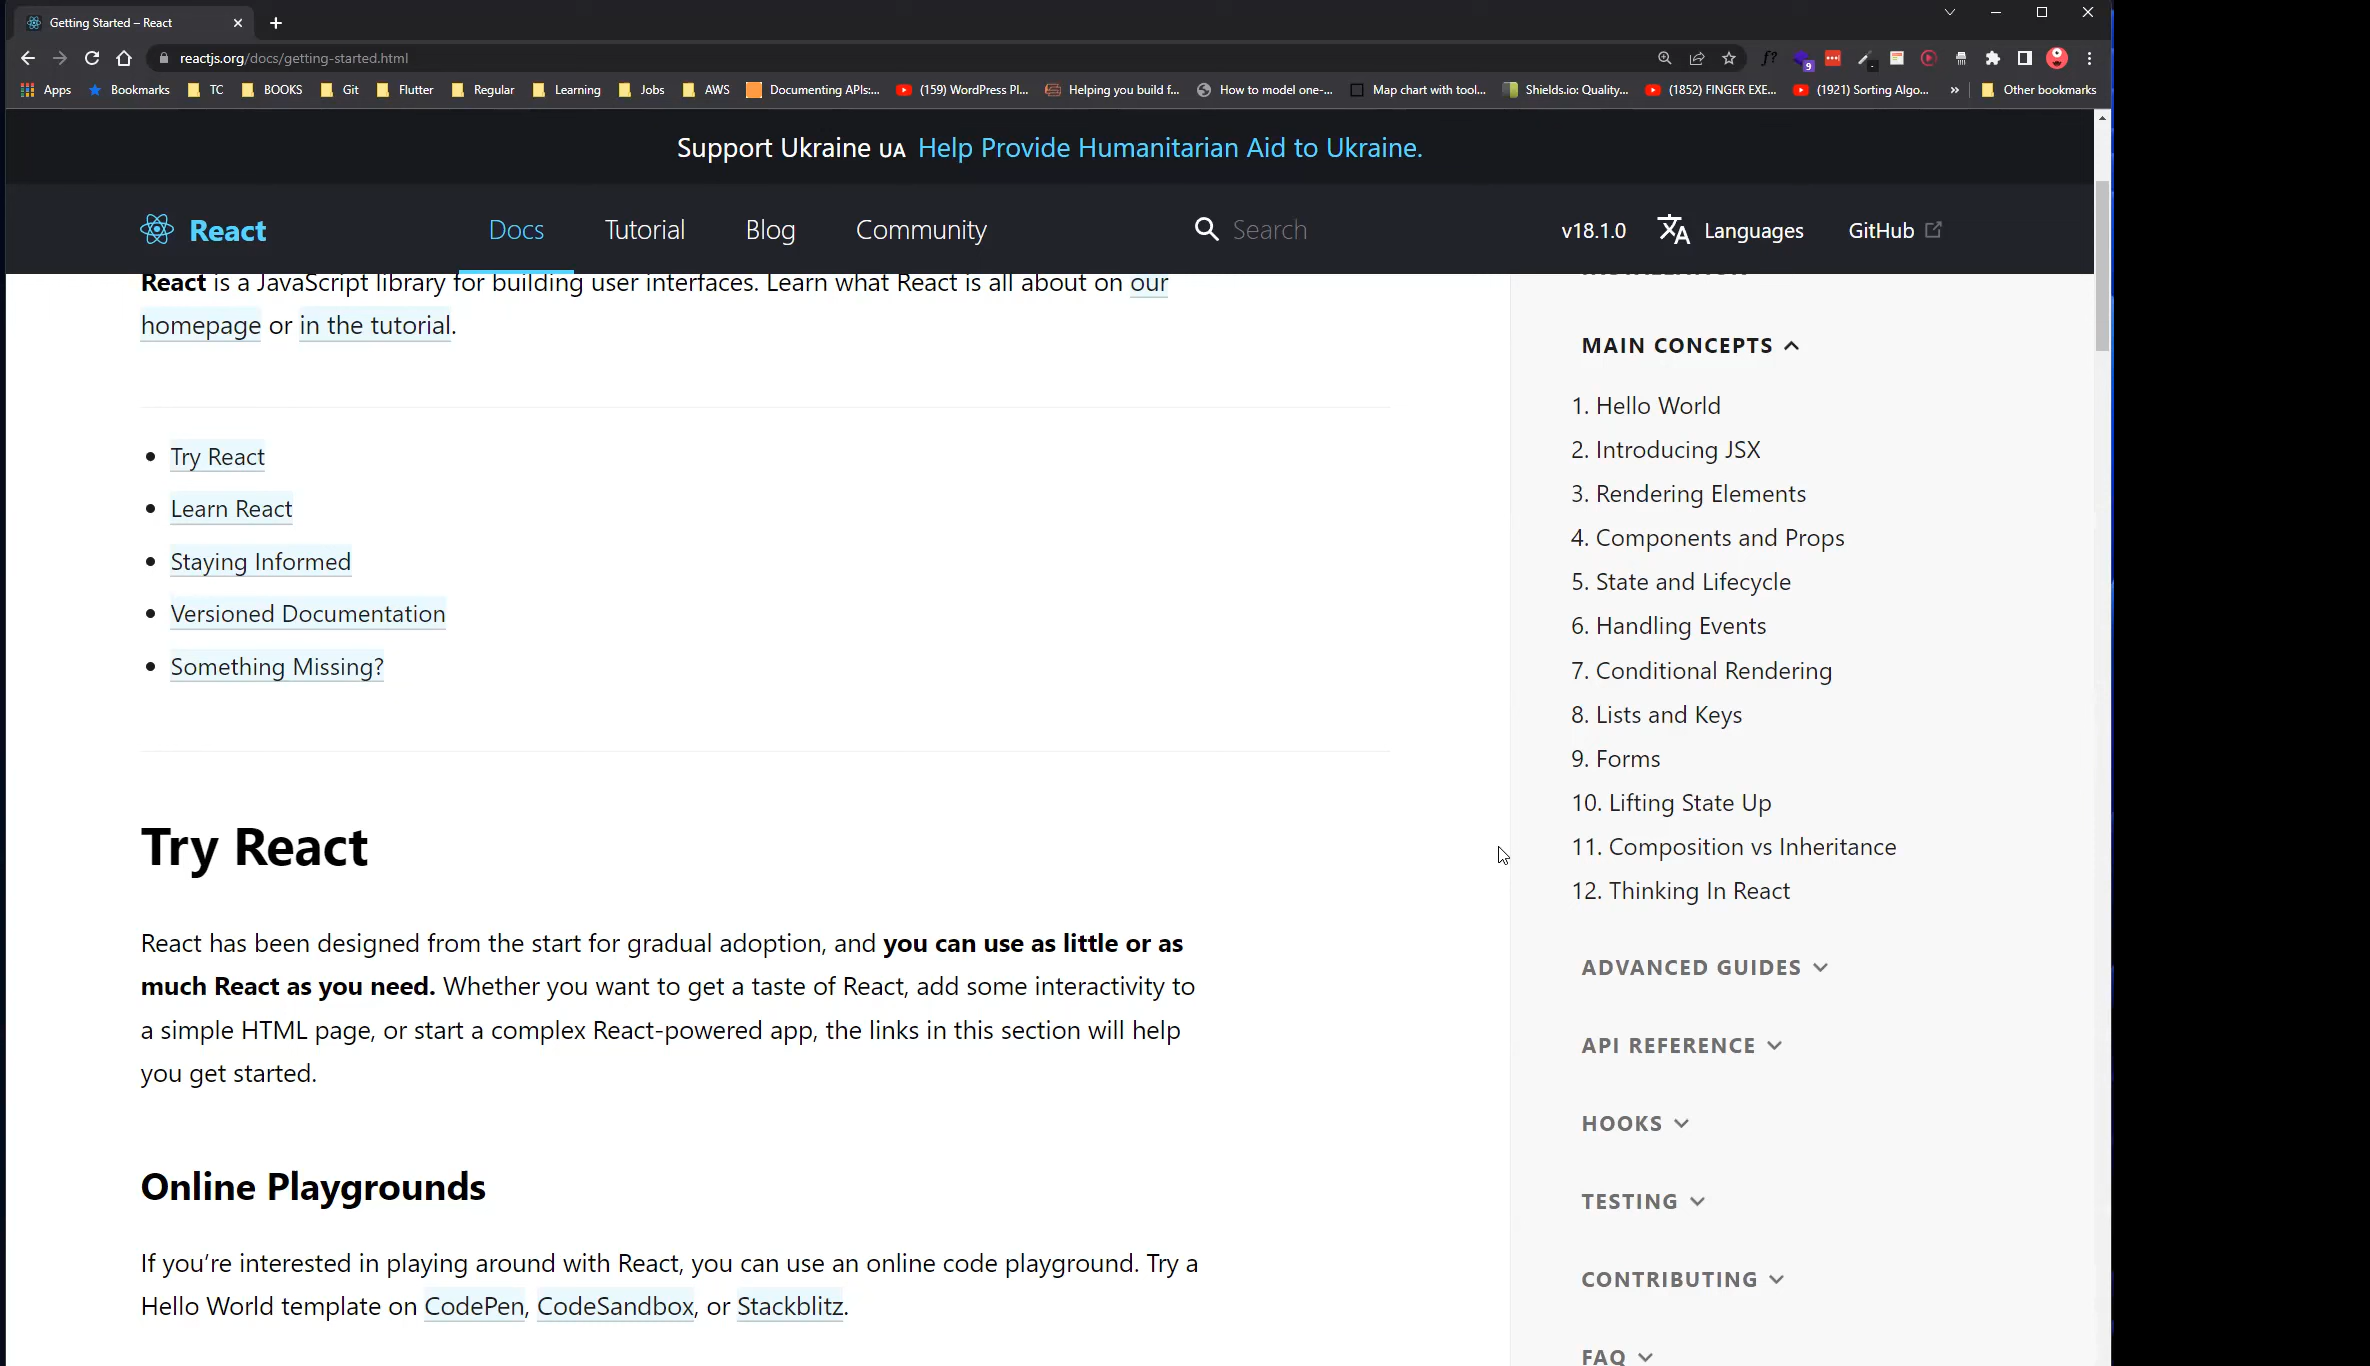 Getting Started – React
reactjs.org/docs/getting-started.html
9
Apps Bookmarks TC BOOKS Git Flutter Regular Learning Jobs AWS Documenting APIs:... (159) WordPress Pl... Helping you build f... How to model one-... Map chart with tool... Shields.io: Quality... (1852) FINGER EXE... (1921) Sorting Algo... » Other bookmarks
Support Ukraine UA Help Provide Humanitarian Aid to Ukraine.
React Docs Tutorial Blog Community Search v18.1.0 Languages GitHub
React is a JavaScript library for building user interfaces. Learn what React is all about on our
homepage or in the tutorial.
• Try React
• Learn React
• Staying Informed
• Versioned Documentation
• Something Missing?
Try React
React has been designed from the start for gradual adoption, and you can use as little or as
much React as you need. Whether you want to get a taste of React, add some interactivity to
a simple HTML page, or start a complex React-powered app, the links in this section will help
you get started.
Online Playgrounds
If you’re interested in playing around with React, you can use an online code playground. Try a
Hello World template on CodePen, CodeSandbox, or Stackblitz.
MAIN CONCEPTS
1. Hello World
2. Introducing JSX
3. Rendering Elements
4. Components and Props
5. State and Lifecycle
6. Handling Events
7. Conditional Rendering
8. Lists and Keys
9. Forms
10. Lifting State Up
11. Composition vs Inheritance
12. Thinking In React
ADVANCED GUIDES
API REFERENCE
HOOKS
TESTING
CONTRIBUTING
FAQ